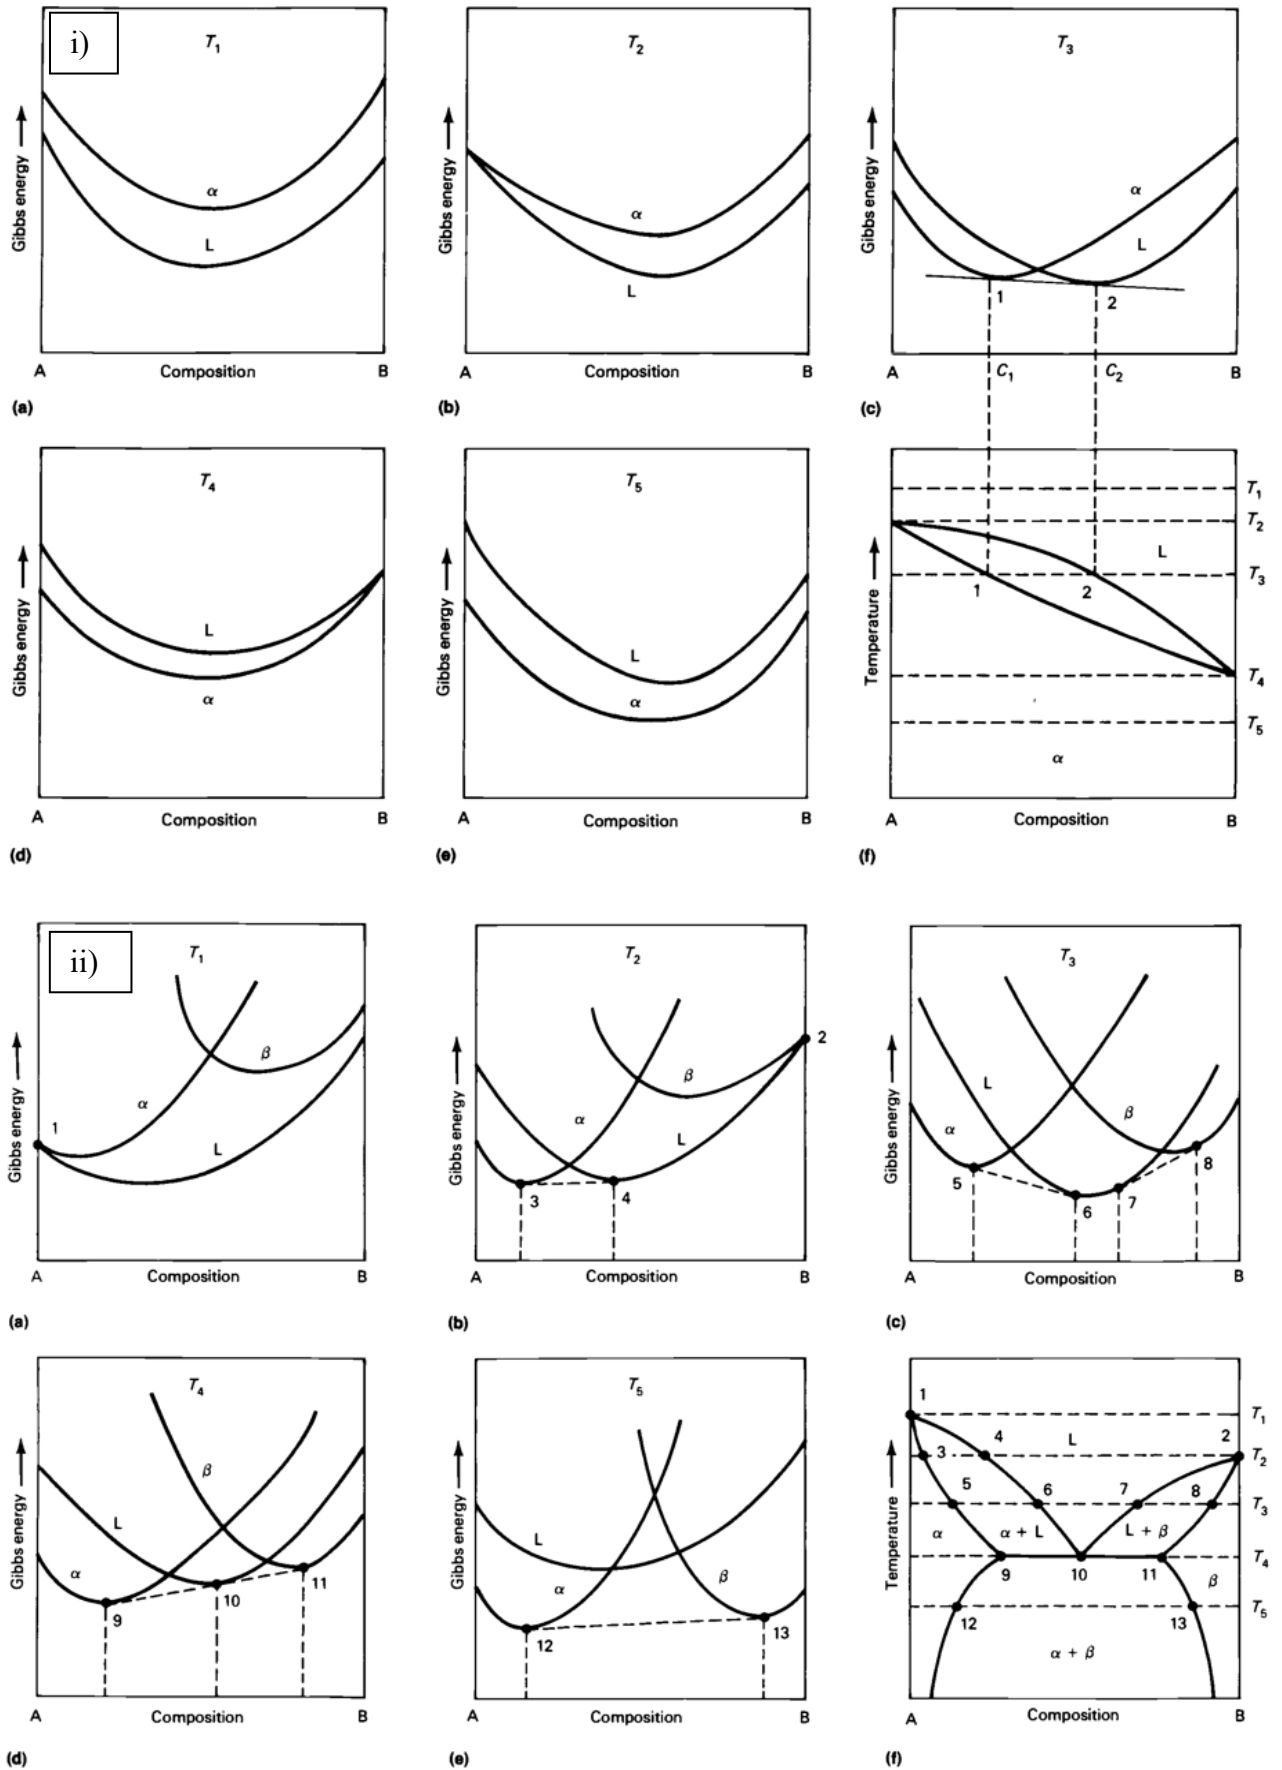 i)
T1
T2
T3
Gibbs energy
α
L
Gibbs energy
α
L
Gibbs energy
α
L
1
2
A
Composition
B
A
Composition
B
A
C1
C2
B
(a)
(b)
(c)
T4
T5
T1
T2
T3
T4
T5
Gibbs energy
L
α
Gibbs energy
L
α
Temperature
L
1
2
α
A
Composition
B
A
Composition
B
A
Composition
B
(d)
(e)
(f)
ii)
T1
T2
T3
Gibbs energy
1
α
β
L
Gibbs energy
α
β
L
2
3
4
Gibbs energy
L
α
β
5
6
7
8
A
Composition
B
A
Composition
B
A
Composition
B
(a)
(b)
(c)
T4
T5
Gibbs energy
L
α
β
9
10
11
Gibbs energy
L
α
β
12
13
Temperature
1
T1
3
4
L
2
T2
5
6
7
8
T3
α
α + L
L + β
T4
9
10
11
β
T5
12
13
α + β
A
Composition
B
A
Composition
B
A
Composition
B
(d)
(e)
(f)